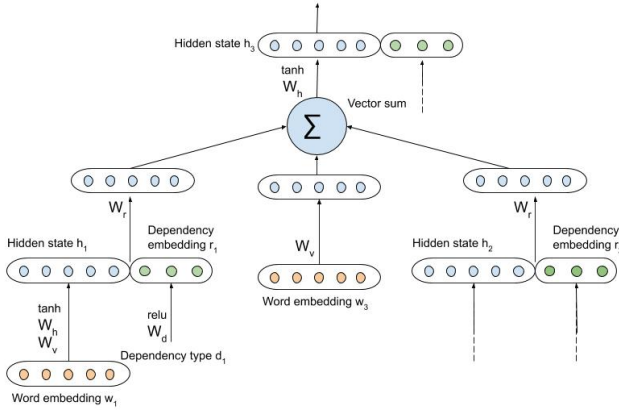 Hidden state h3
tanh
Wh
Vector sum
Σ
Wr
Wr
Hidden state h1
Dependency
embedding r1
Wv
Hidden state h2
Dependency
embedding r
tanh
Wh
Wv
relu
Wd
Word embedding w3
Dependency type d1
Word embedding w1